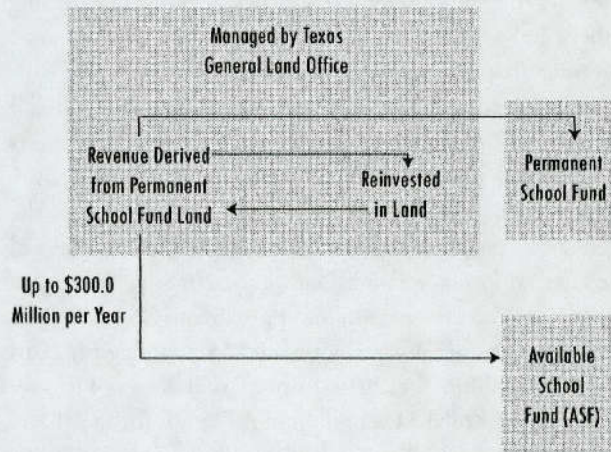 Managed by Texas
General Land Office
Revenue Derived
from Permanent
School Fund Land
Reinvested
in Land
Permanent
School Fund
Up to $300.0
Million per Year
Available
School
Fund (ASF)